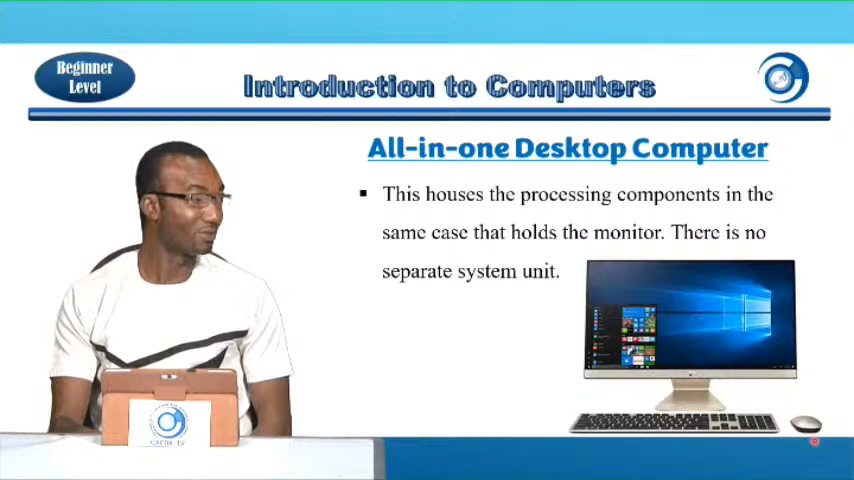 Beginner
Level
Introduction to Computers
All-in-one Desktop Computer
▪ This houses the processing components in the
same case that holds the monitor. There is no
separate system unit.